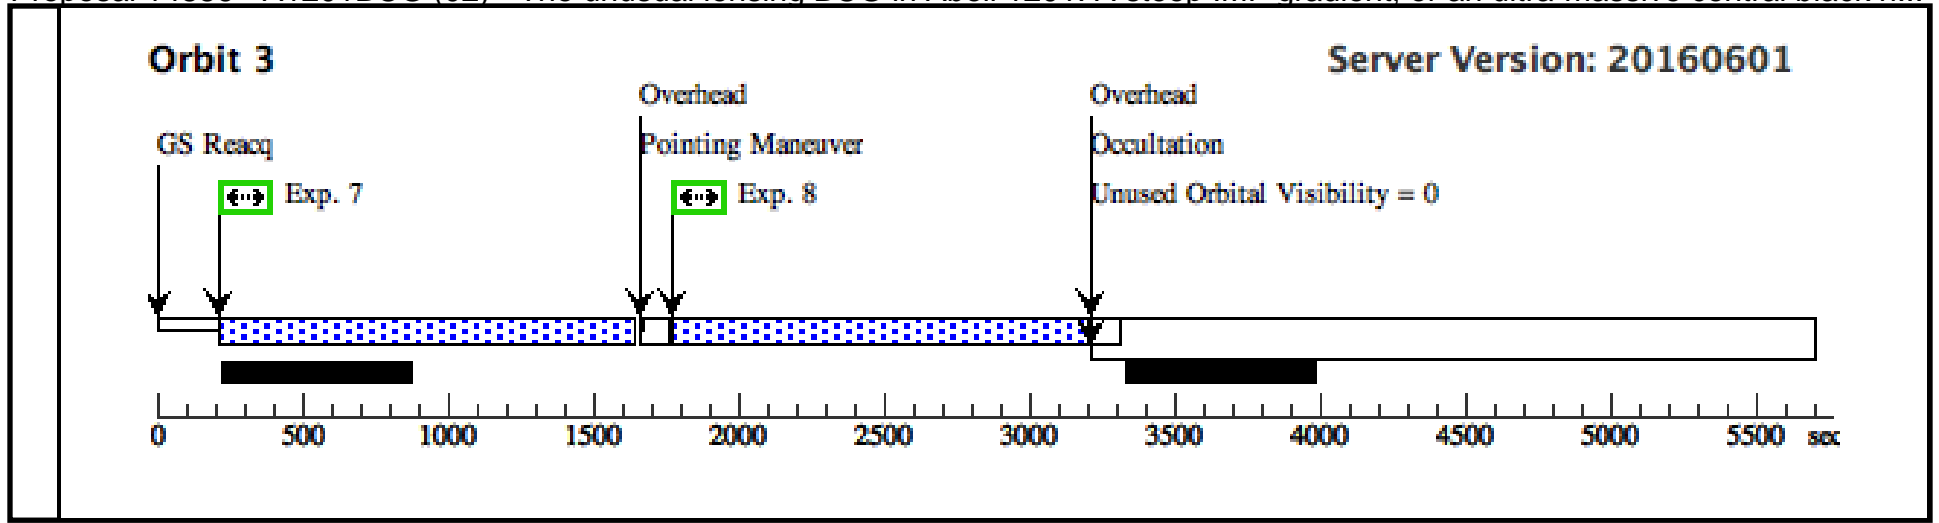 Orbit 3
Server Version: 20160601
Overhead
Overhead
GS Reacq
Pointing Maneuver
Occultation
Exp. 7
Exp. 8
Unused Orbital Visibility = 0
0 500 1000 1500 2000 2500 3000 3500 4000 4500 5000 5500 sec